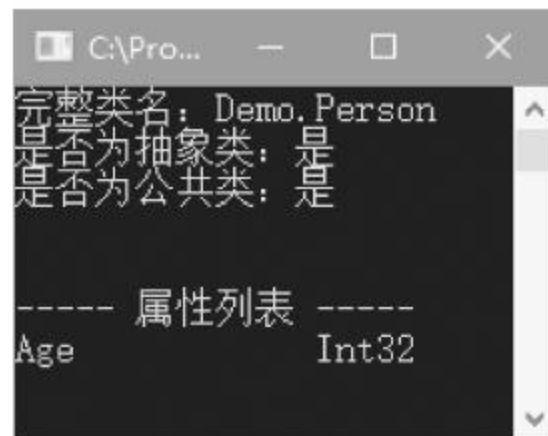 C:\Pro...
完整类名：Demo.Person
是否为抽象类：是
是否为公共类：是
----- 属性列表 -----
Age Int32